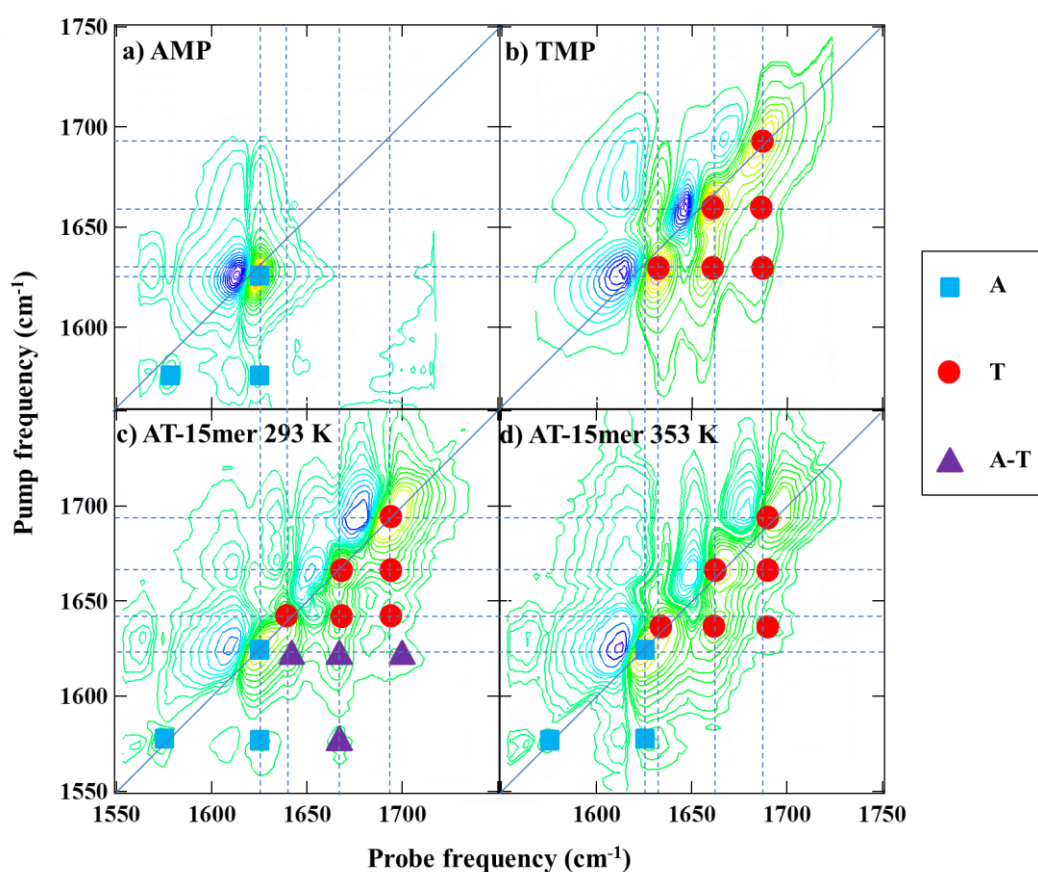 a) AMP
b) TMP
1750
1700
1650
1600
c) AT-15mer 293 K
d) AT-15mer 353 K
1700
1650
1600
1550
1550 1600 1650 1700
1600 1650 1700 1750
Pump frequency (cm-1)
Probe frequency (cm-1)
A
T
A-T